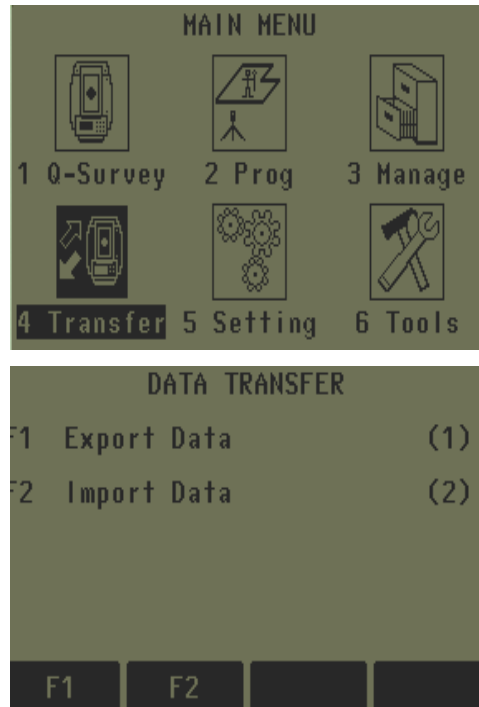 MAIN MENU
1 Q-Survey 2 Prog 3 Manage
4 Transfer 5 Setting 6 Tools
DATA TRANSFER
F1 Export Data (1)
F2 Import Data (2)
F1 F2